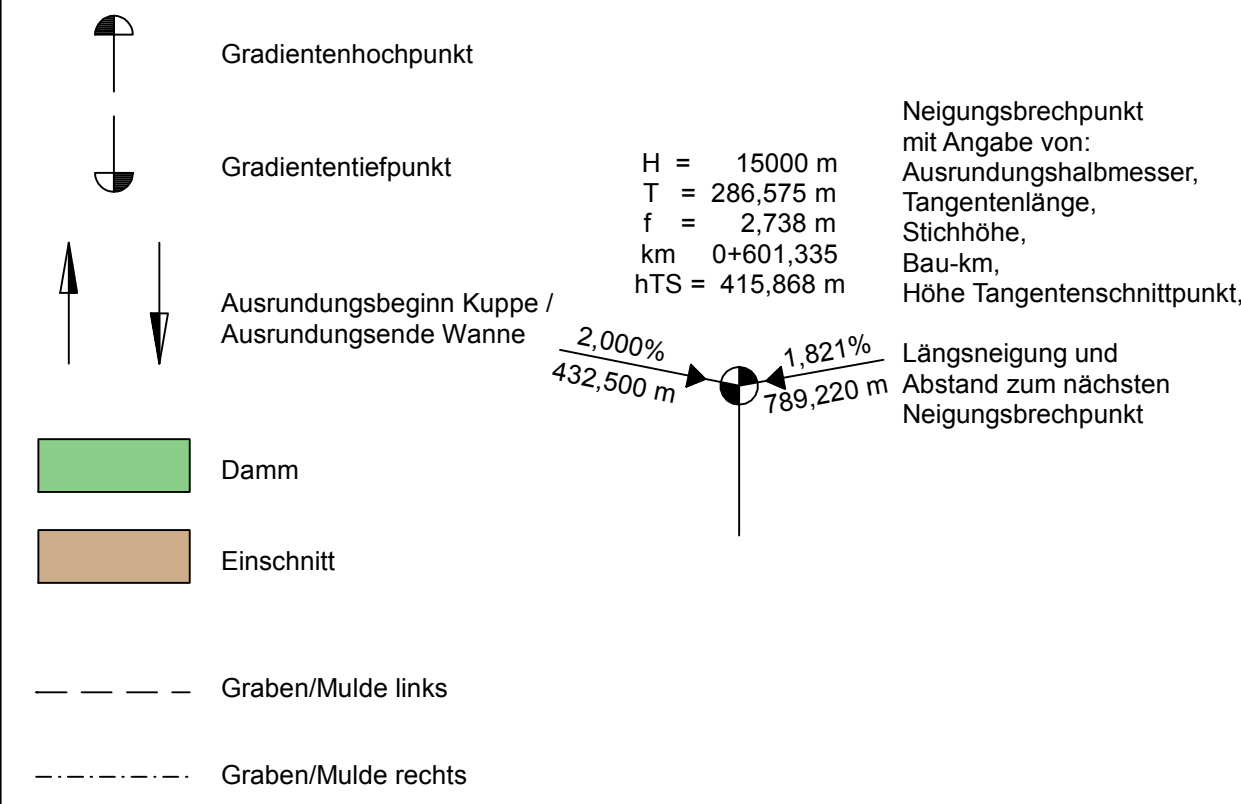 Gradientenhochpunkt
Gradiententiefpunkt
Ausrundungsbeginn Kuppe /
Ausrundungsende Wanne
Damm
Einschnitt
Graben/Mulde links
Graben/Mulde rechts
H = 15000 m
T = 286,575 m
f = 2,738 m
km 0+601,335
hTS = 415,868 m
2,000%
432,500 m
1,821%
789,220 m
Neigungsbrechpunkt
mit Angabe von:
Ausrundungshalbmesser,
Tangentenlänge,
Stichhöhe,
Bau-km,
Höhe Tangentenschnittpunkt,
Längsneigung und
Abstand zum nächsten
Neigungsbrechpunkt